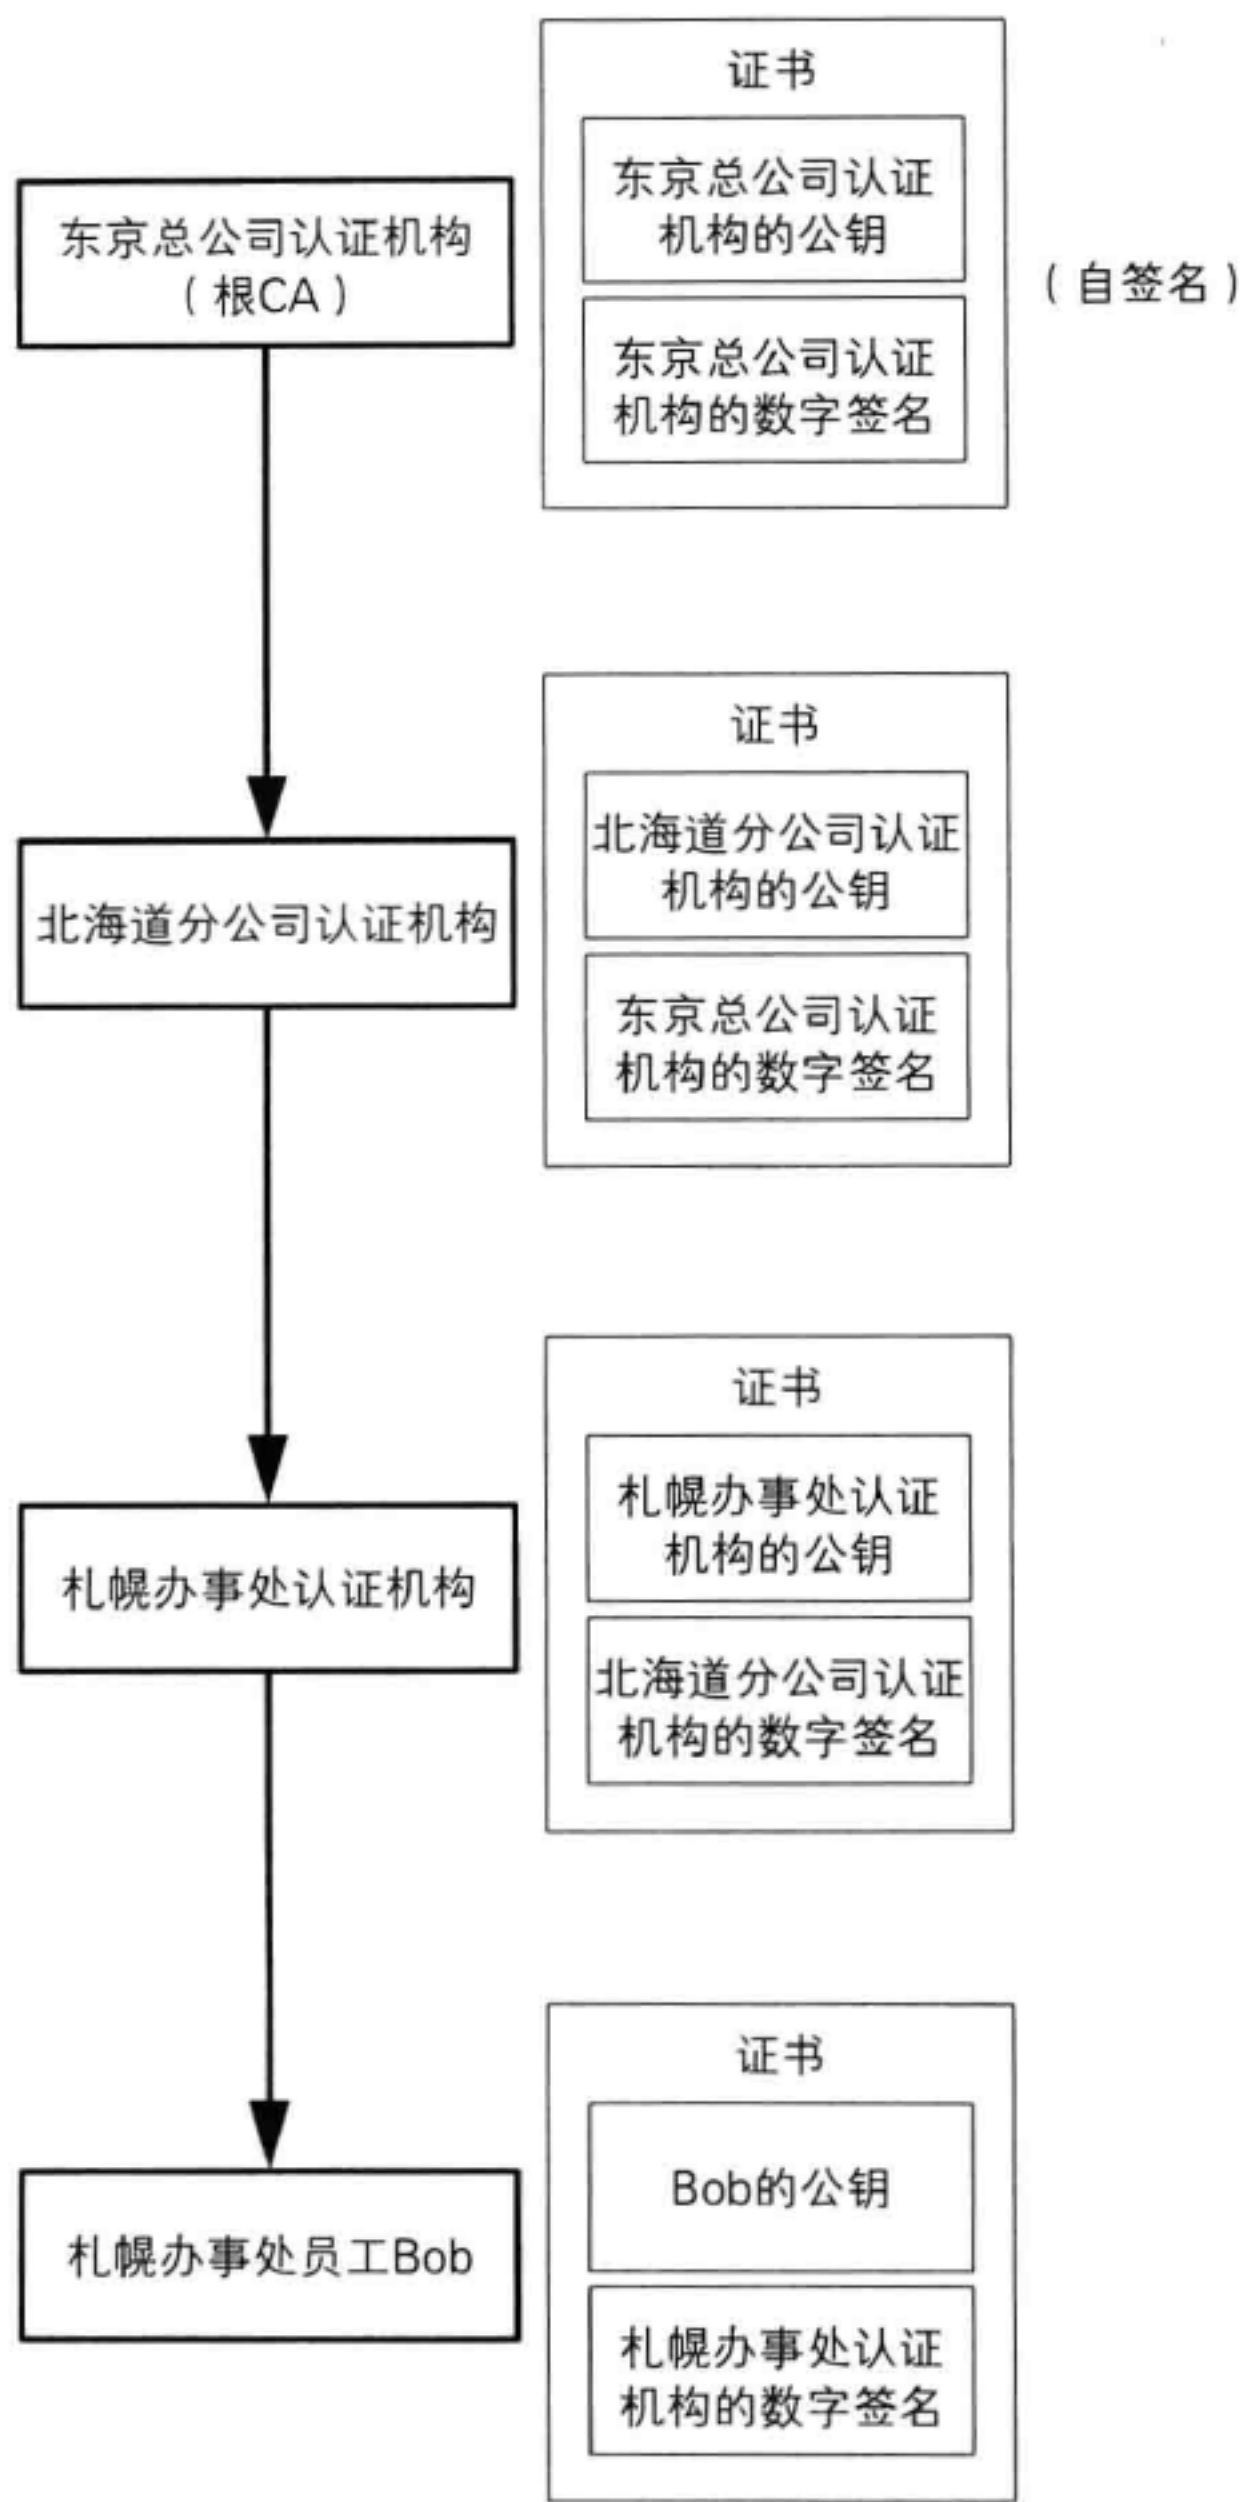 证书
东京总公司认证
机构的公钥
东京总公司认证机构
（根CA）
（自签名）
东京总公司认证
机构的数字签名
证书
北海道分公司认证
机构的公钥
北海道分公司认证机构
东京总公司认证
机构的数字签名
证书
札幌办事处认证
机构的公钥
札幌办事处认证机构
北海道分公司认证
机构的数字签名
证书
Bob的公钥
札幌办事处员工Bob
札幌办事处认证
机构的数字签名